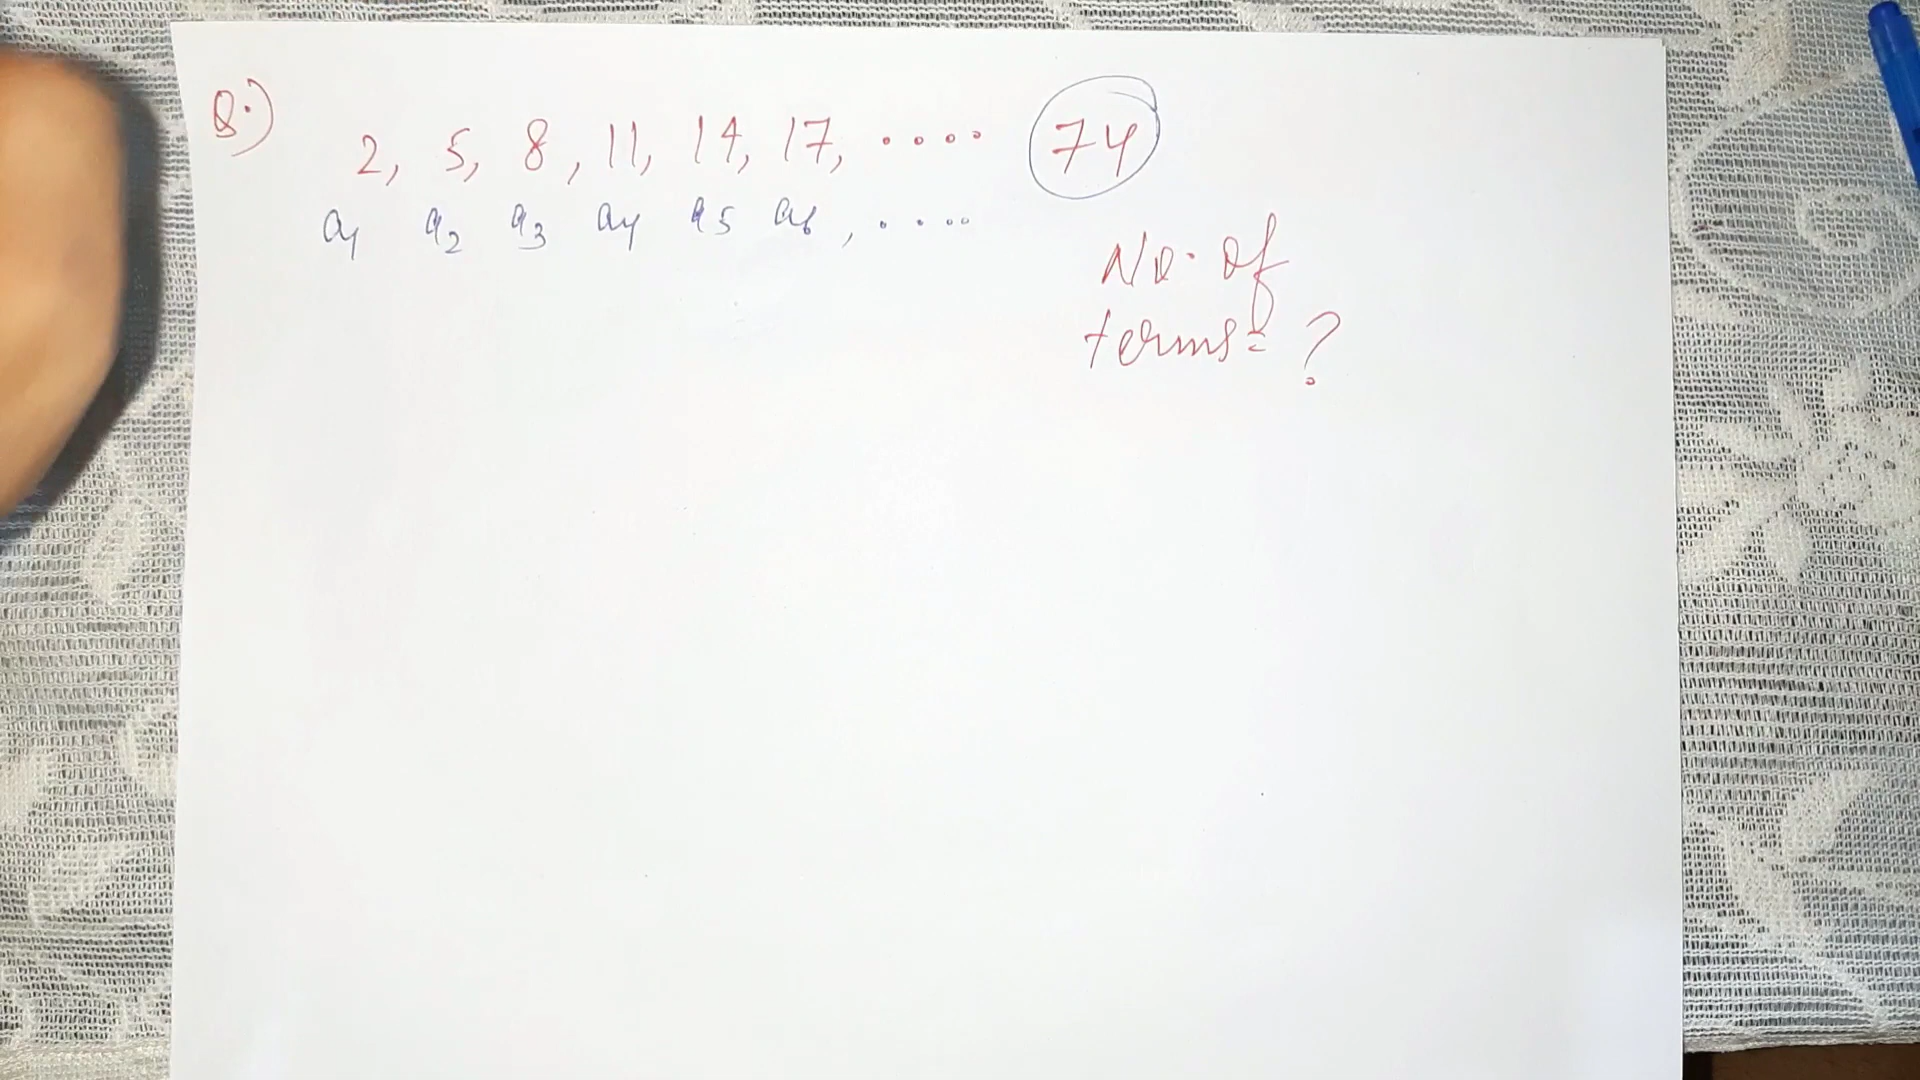 Q.)
2, 5, 8, 11, 14, 17, .... 74
a1 a2 a3 a4 a5 a6, ....
No. of
terms = ?